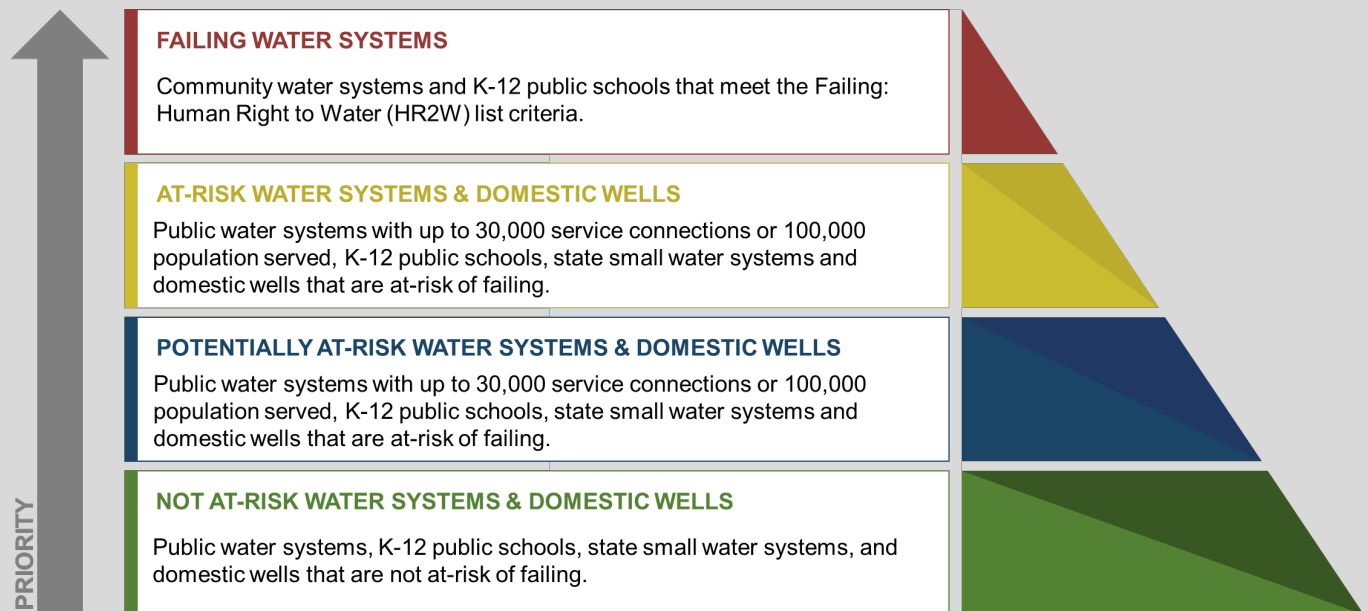 FAILING WATER SYSTEMS
Community water systems and K-12 public schools that meet the Failing:
Human Right to Water (HR2W) list criteria.
AT-RISK WATER SYSTEMS & DOMESTIC WELLS
Public water systems with up to 30,000 service connections or 100,000
population served, K-12 public schools, state small water systems and
domestic wells that are at-risk of failing.
POTENTIALLY AT-RISK WATER SYSTEMS & DOMESTIC WELLS
Public water systems with up to 30,000 service connections or 100,000
population served, K-12 public schools, state small water systems and
domestic wells that are at-risk of failing.
NOT AT-RISK WATER SYSTEMS & DOMESTIC WELLS
Public water systems, K-12 public schools, state small water systems, and
domestic wells that are not at-risk of failing.
PRIORITY